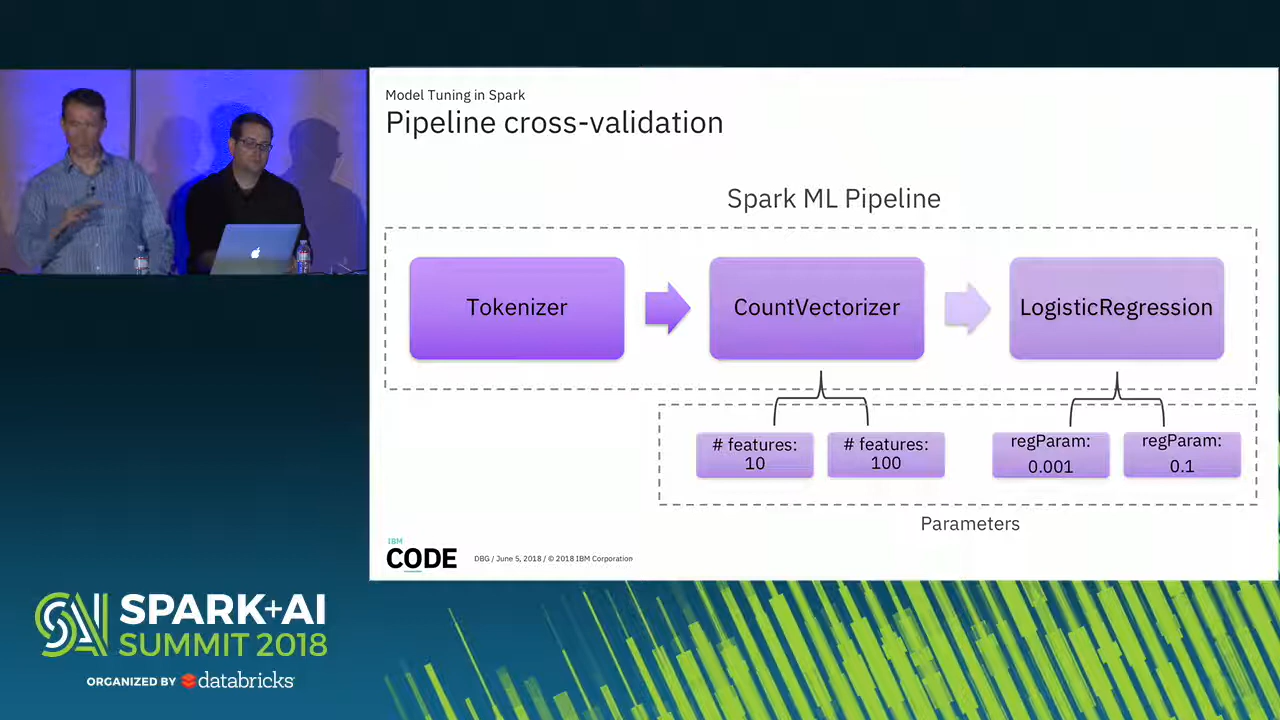 Model Tuning in Spark
Pipeline cross-validation
Spark ML Pipeline
Tokenizer
CountVectorizer
LogisticRegression
# features:
10
# features:
100
regParam:
0.001
regParam:
0.1
Parameters
IBM
CODE
DBG / June 5, 2018 / © 2018 IBM Corporation
SPARK+AI
SUMMIT 2018
ORGANIZED BY databricks